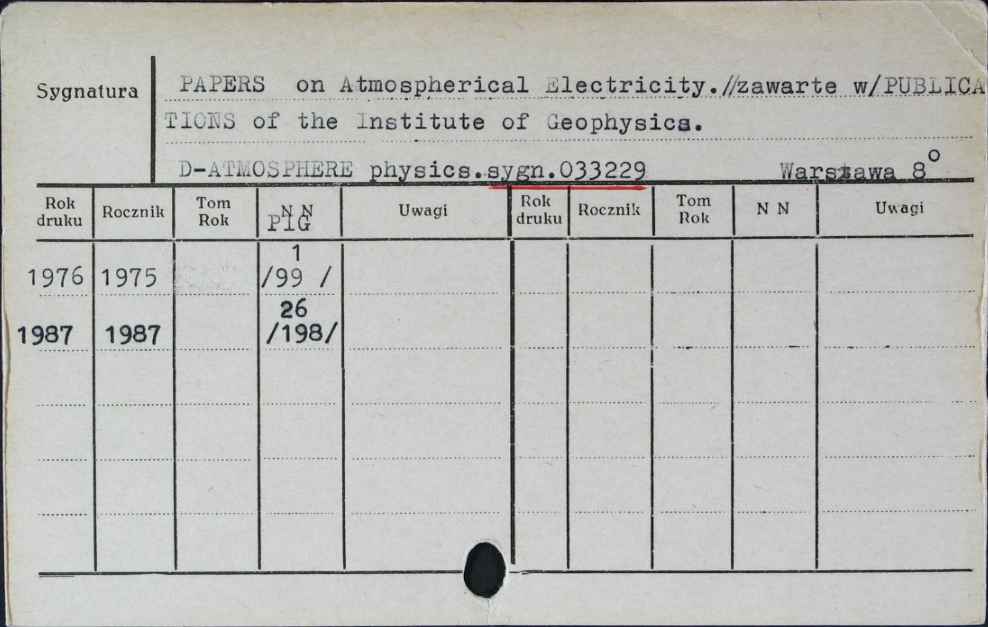 Sygnatura
PAPERS on Atmospherical Electricity.//zawarte w/PUBLICA
TIONS of the Institute of Geophysics.
D-ATMOSPHERE physics.sygn.033229 Warszawa 8°
Rok druku Rocznik Tom Rok N N PIG Uwagi Rok druku Rocznik Tom Rok N N Uwagi
1
1976 1975 /99 /
26
1987 1987 /198/